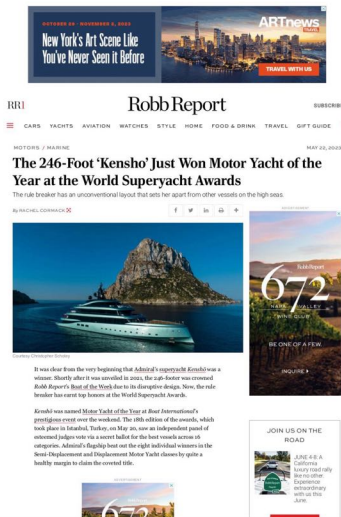 OCTOBER 29 - NOVEMBER 2, 2023
New York's Art Scene Like
You've Never Seen it Before
ARTnews
TRAVEL
TRAVEL WITH US
RR1
Robb Report
SUBSCRIBE
CARS YACHTS AVIATION WATCHES STYLE HOME FOOD & DRINK TRAVEL GIFT GUIDE
MOTORS / MARINE
MAY 22, 2023
The 246-Foot ‘Kensho’ Just Won Motor Yacht of the
Year at the World Superyacht Awards
The rule breaker has an unconventional layout that sets her apart from other vessels on the high seas.
By RACHEL CORMACK
ADVERTISEMENT
Robb Report
672
NAPA VALLEY
WINE CLUB
BE ONE OF A FEW
INQUIRE
Courtesy Christopher Scholey
It was clear from the very beginning that Admiral's superyacht Kenshō was a
winner. Shortly after it was unveiled in 2021, the 246-footer was crowned
Robb Report's Boat of the Week due to its disruptive design. Now, the rule
breaker has earnt top honors at the World Superyacht Awards.
Kenshō was named Motor Yacht of the Year at Boat International's
prestigious event over the weekend. The 18th edition of the awards, which
took place in Istanbul, Turkey, on May 20, saw an independent panel of
esteemed judges vote via a secret ballot for the best vessels across 16
categories. Admiral's flagship beat out the eight individual winners in the
Semi-Displacement and Displacement Motor Yacht classes by quite a
healthy margin to claim the coveted title.
ADVERTISEMENT
JOIN US ON THE
ROAD
JUNE 4-8: A
California
luxury road rally
like no other.
Experience
extraordinary
with us this
June.
Robb Report
672